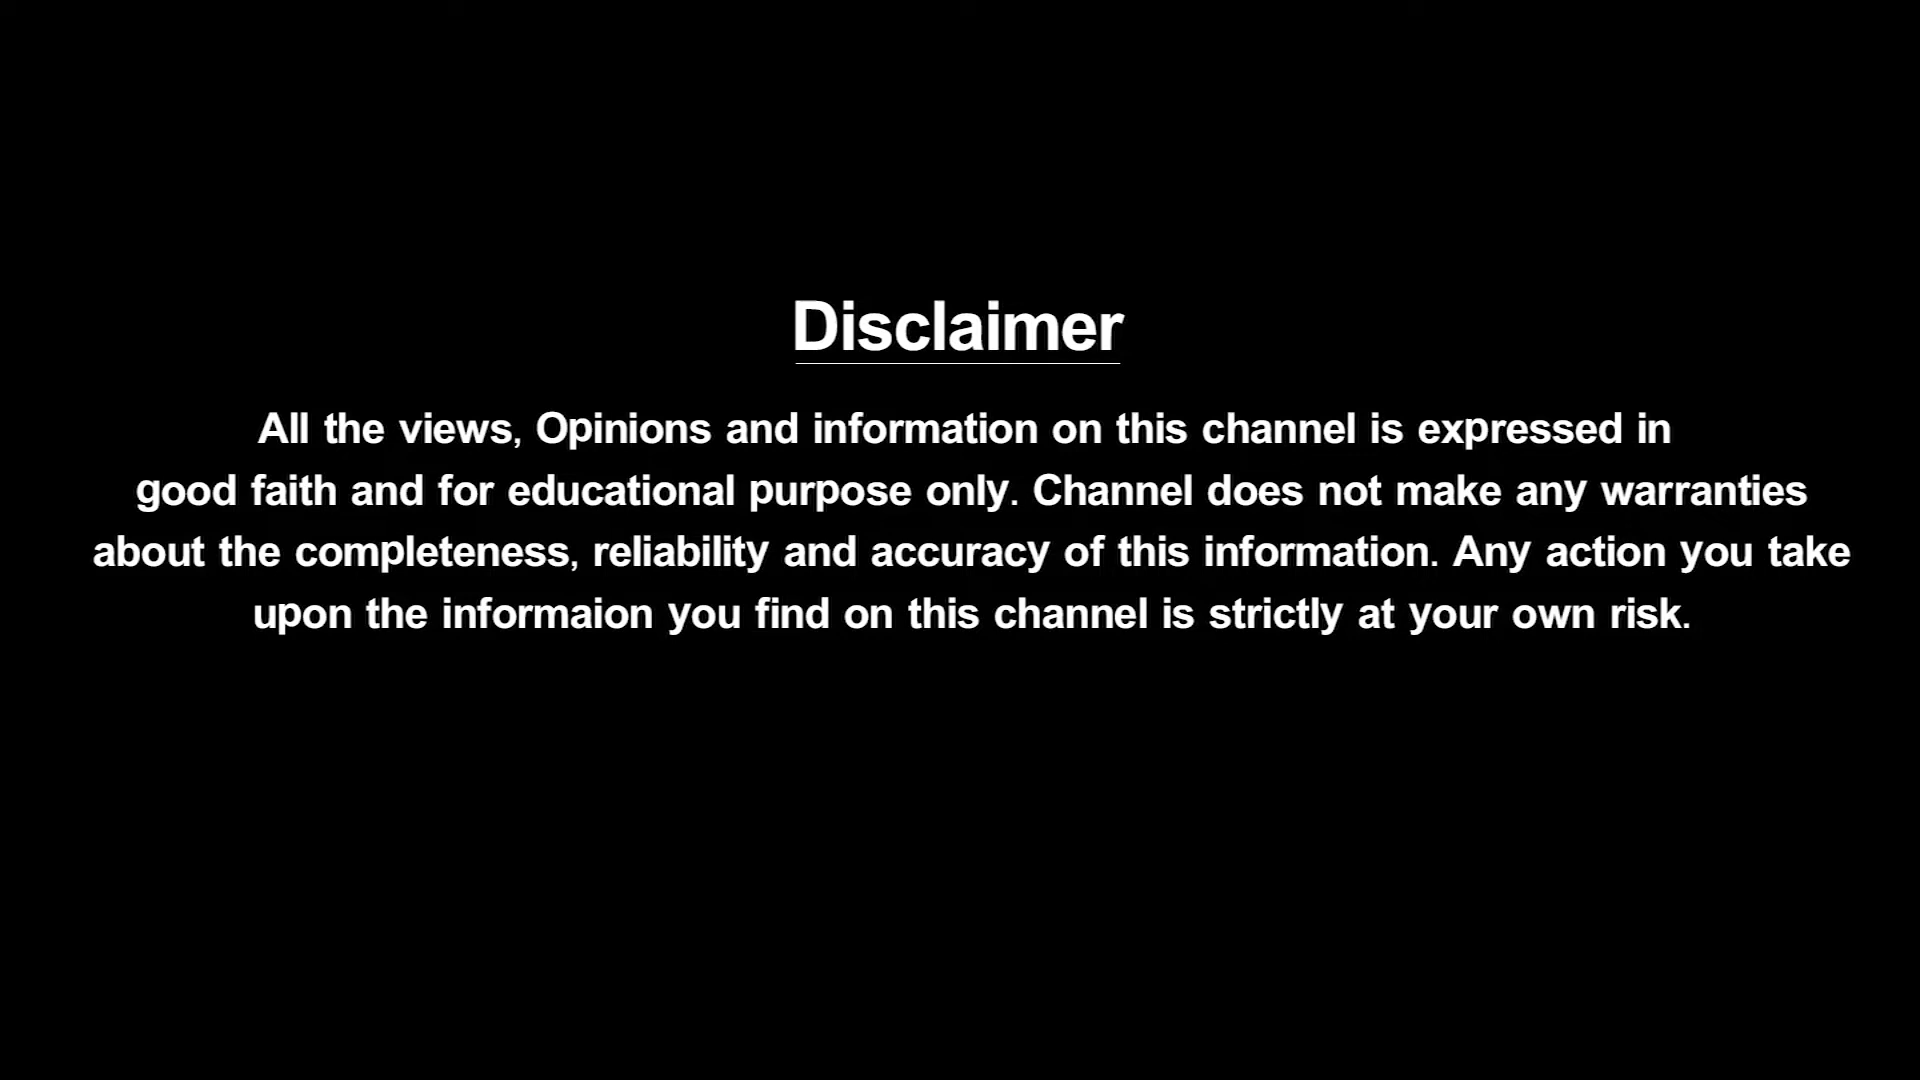 Disclaimer
All the views, Opinions and information on this channel is expressed in
good faith and for educational purpose only. Channel does not make any warranties
about the completeness, reliability and accuracy of this information. Any action you take
upon the informaion you find on this channel is strictly at your own risk.